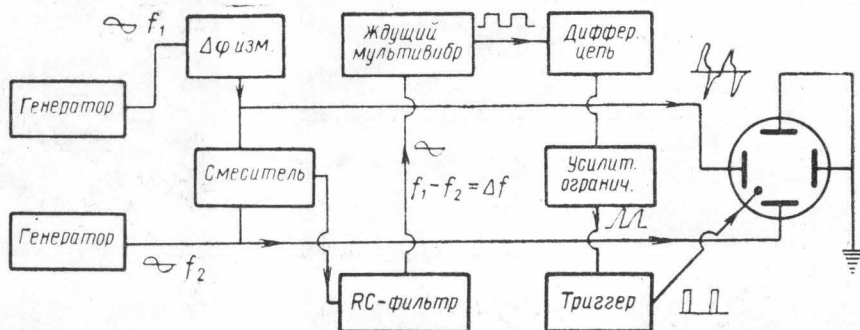 f₁
Δφ изм.
Ждущий
мультивибр
Диффер.
цепь
Генератор
Смеситель
f₁-f₂=Δf
Усилит.
огранич.
Генератор
f₂
RC-фильтр
Триггер